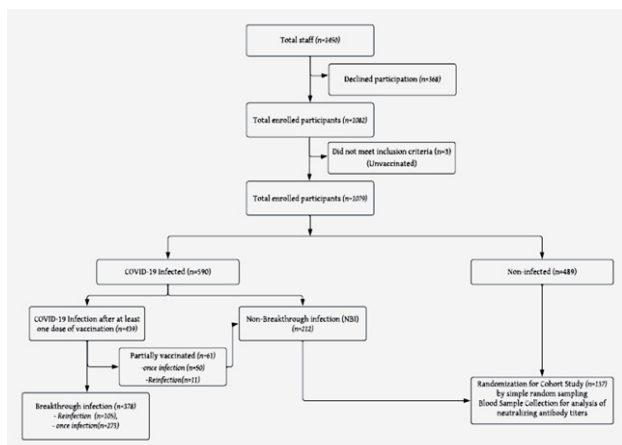 Total staff (n=1450)
Declined participation (n=368)
Total enrolled participants (n=1082)
Did not meet inclusion criteria (n=3)
(Unvaccinated)
Total enrolled participants (n=1079)
COVID-19 Infected (n=590)
Non-infected (n=489)
COVID-19 Infection after at least
one dose of vaccination (n=439)
Non-Breakthrough infection (NBI)
(n=212)
Partially vaccinated (n=61)
-once infection (n=50)
-Reinfection(n=11)
Breakthrough infection (n=378)
- Reinfection (n=105),
- once infection(n=273)
Randomization for Cohort Study (n=137)
by simple random sampling
Blood Sample Collection for analysis of
neutralizing antibody titers